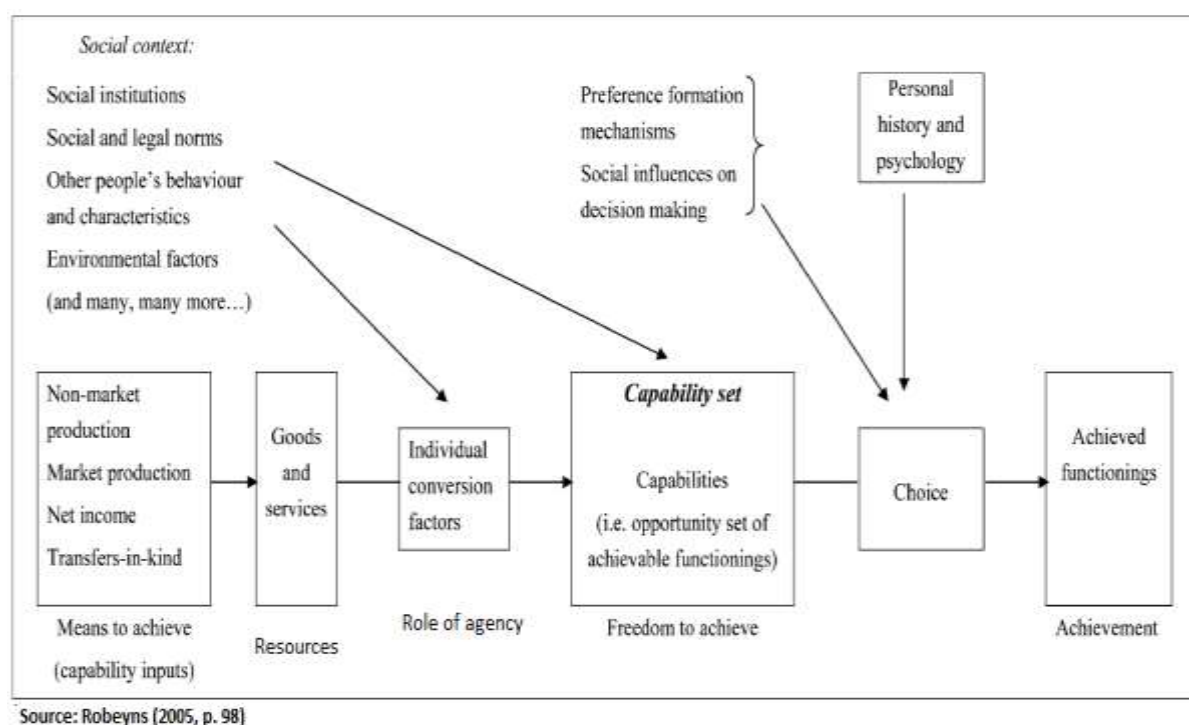 Social context:
Social institutions
Social and legal norms
Other people's behaviour
and characteristics
Environmental factors
(and many, many more…)
Preference formation
mechanisms
Social influences on
decision making
Personal
history and
psychology
Non-market
production
Market production
Net income
Transfers-in-kind
Means to achieve
(capability inputs)
Goods
and
services
Resources
Individual
conversion
factors
Role of agency
Capability set
Capabilities
(i.e. opportunity set of
achievable functionings)
Freedom to achieve
Choice
Achieved
functionings
Achievement
Source: Robeyns (2005, p. 98)